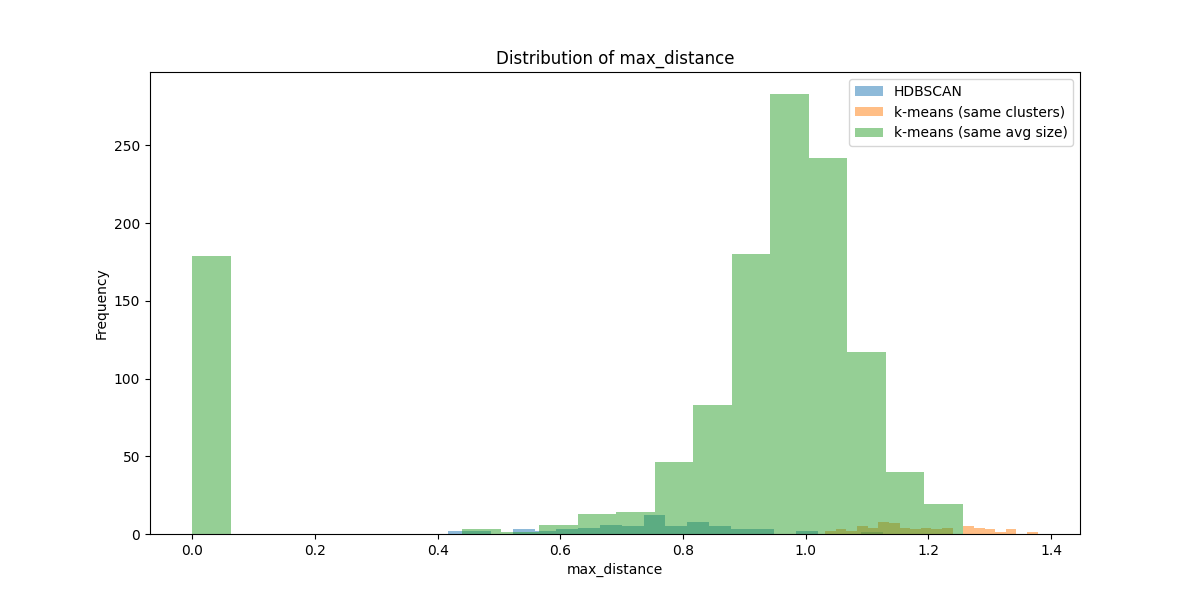 Distribution of max_distance
HDBSCAN
k-means (same clusters)
k-means (same avg size)
Frequency
250
200
150
100
50
0
0.0 0.2 0.4 0.6 0.8 1.0 1.2 1.4
max_distance